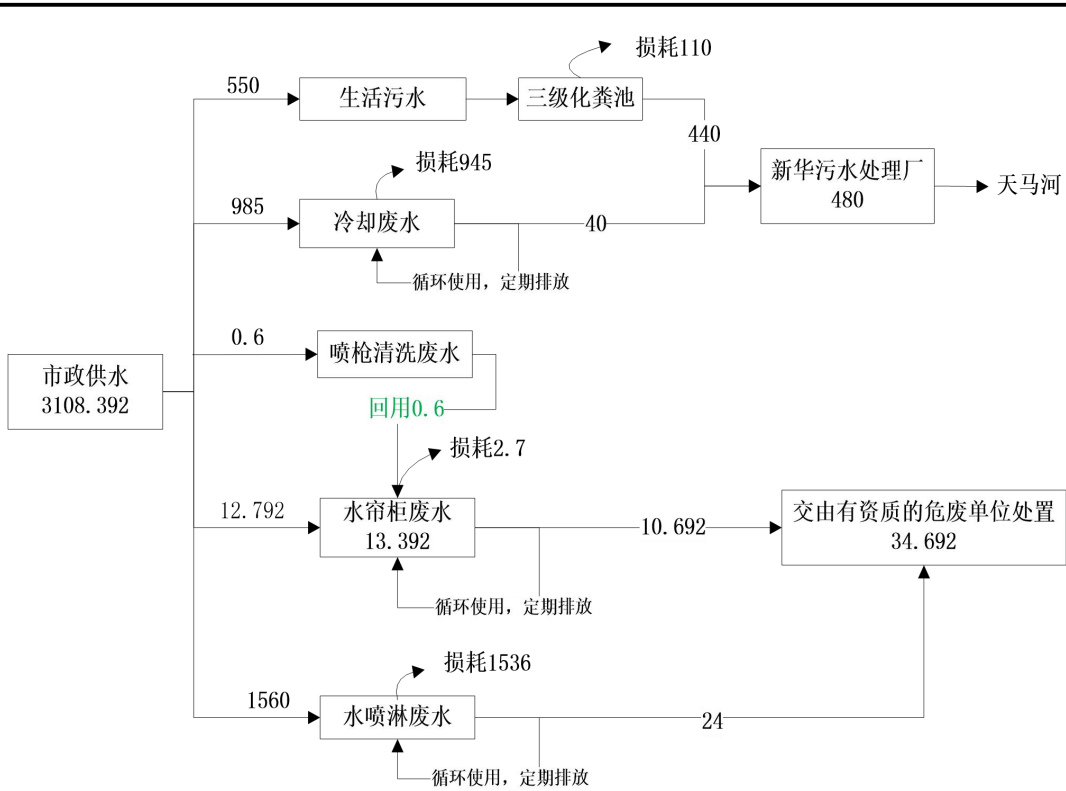 损耗110
550
生活污水
三级化粪池
440
损耗945
新华污水处理厂
480
天马河
985
冷却废水
40
循环使用，定期排放
0.6
喷枪清洗废水
市政供水
3108.392
回用0.6
损耗2.7
12.792
水帘柜废水
13.392
10.692
交由有资质的危废单位处置
34.692
循环使用，定期排放
损耗1536
1560
水喷淋废水
24
循环使用，定期排放